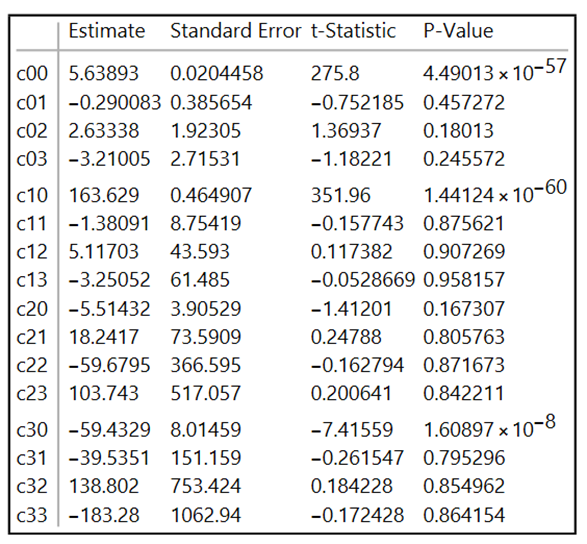 Estimate Standard Error t-Statistic P-Value
c00 5.63893 0.0204458 275.8 4.49013 × 10^−57
c01 −0.290083 0.385654 −0.752185 0.457272
c02 2.63338 1.92305 1.36937 0.18013
c03 −3.21005 2.71531 −1.18221 0.245572
c10 163.629 0.464907 351.96 1.44124 × 10^−60
c11 −1.38091 8.75419 −0.157743 0.875621
c12 5.11703 43.593 0.117382 0.907269
c13 −3.25052 61.485 −0.0528669 0.958157
c20 −5.51432 3.90529 −1.41201 0.167307
c21 18.2417 73.5909 0.24788 0.805763
c22 −59.6795 366.595 −0.162794 0.871673
c23 103.743 517.057 0.200641 0.842211
c30 −59.4329 8.01459 −7.41559 1.60897 × 10^−8
c31 −39.5351 151.159 −0.261547 0.795296
c32 138.802 753.424 0.184228 0.854962
c33 −183.28 1062.94 −0.172428 0.864154